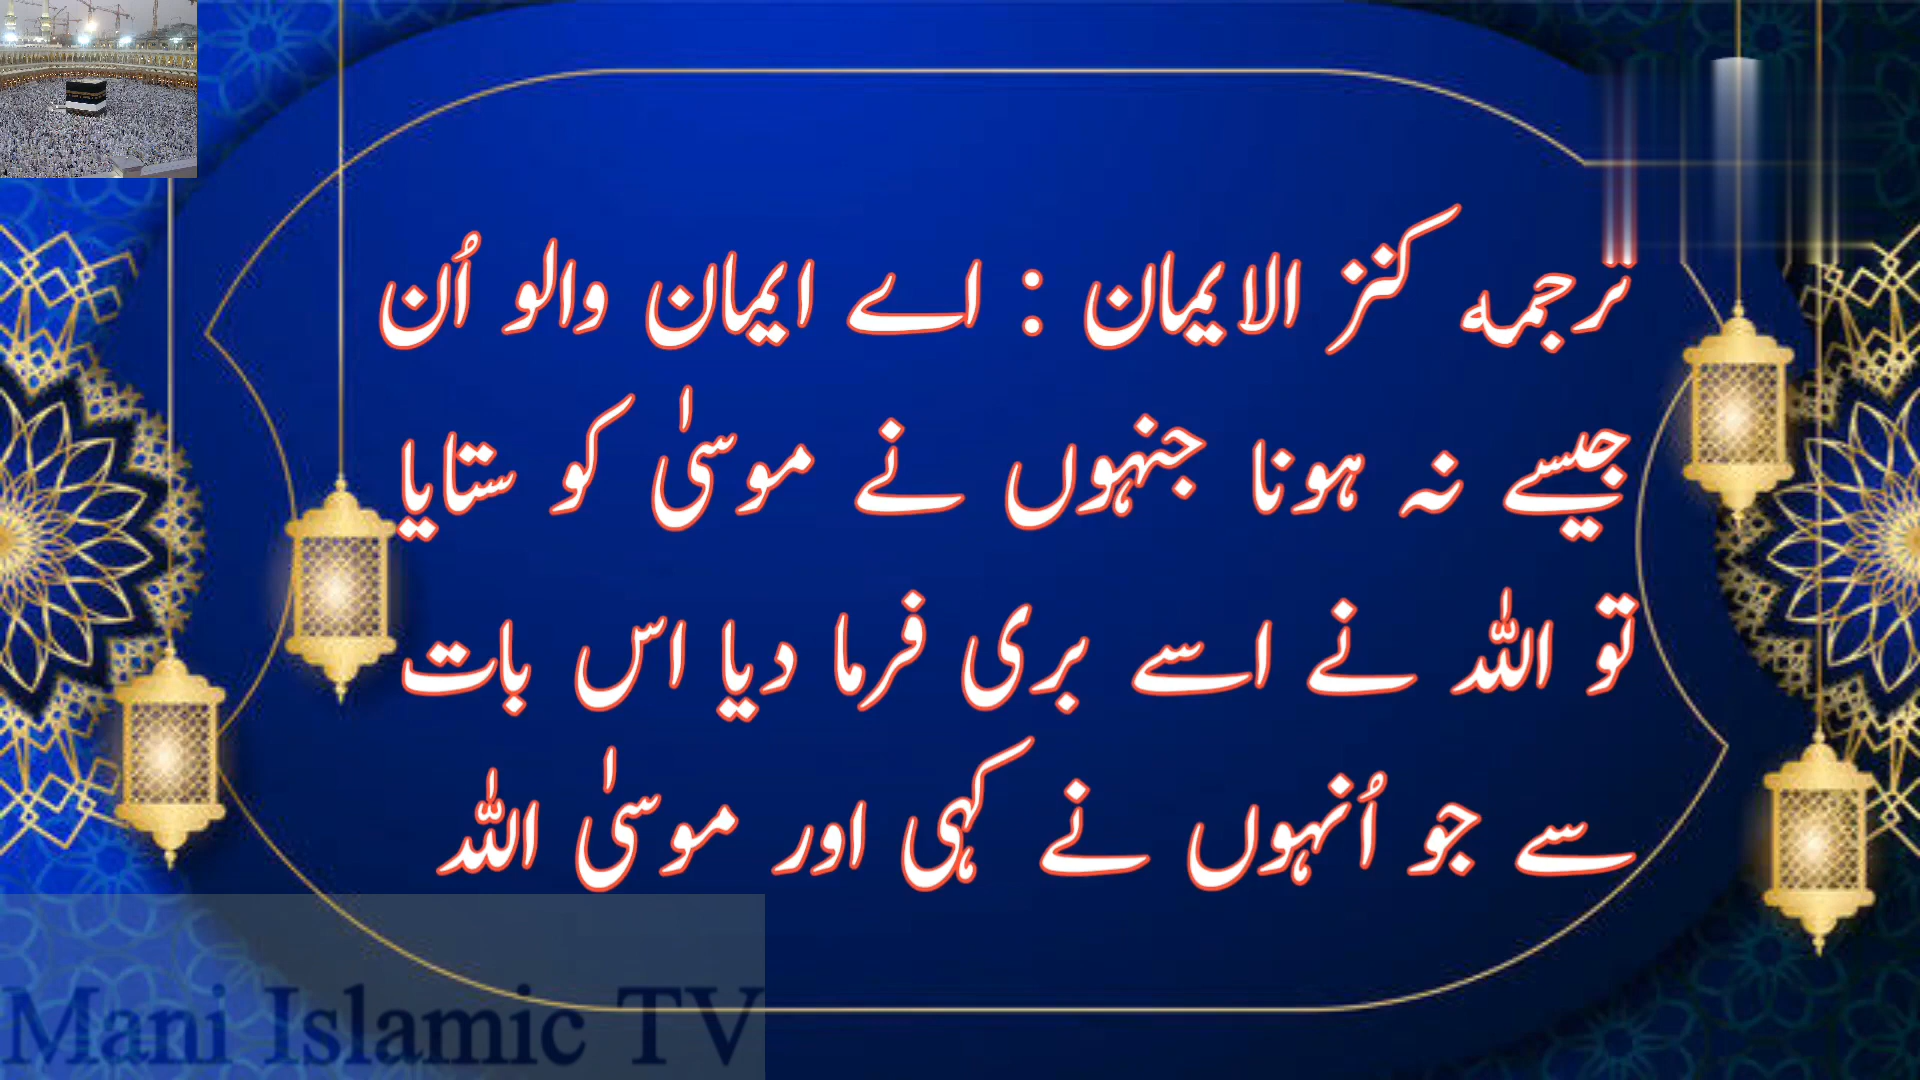 ترجمہ کنز الایمان : اے ایمان والو اُن
جیسے نہ ہونا جنہوں نے موسیٰ کو ستایا
تو اللہ نے اسے بری فرما دیا اس بات
سے جو اُنہوں نے کہی اور موسیٰ اللہ
Mani Islamic TV